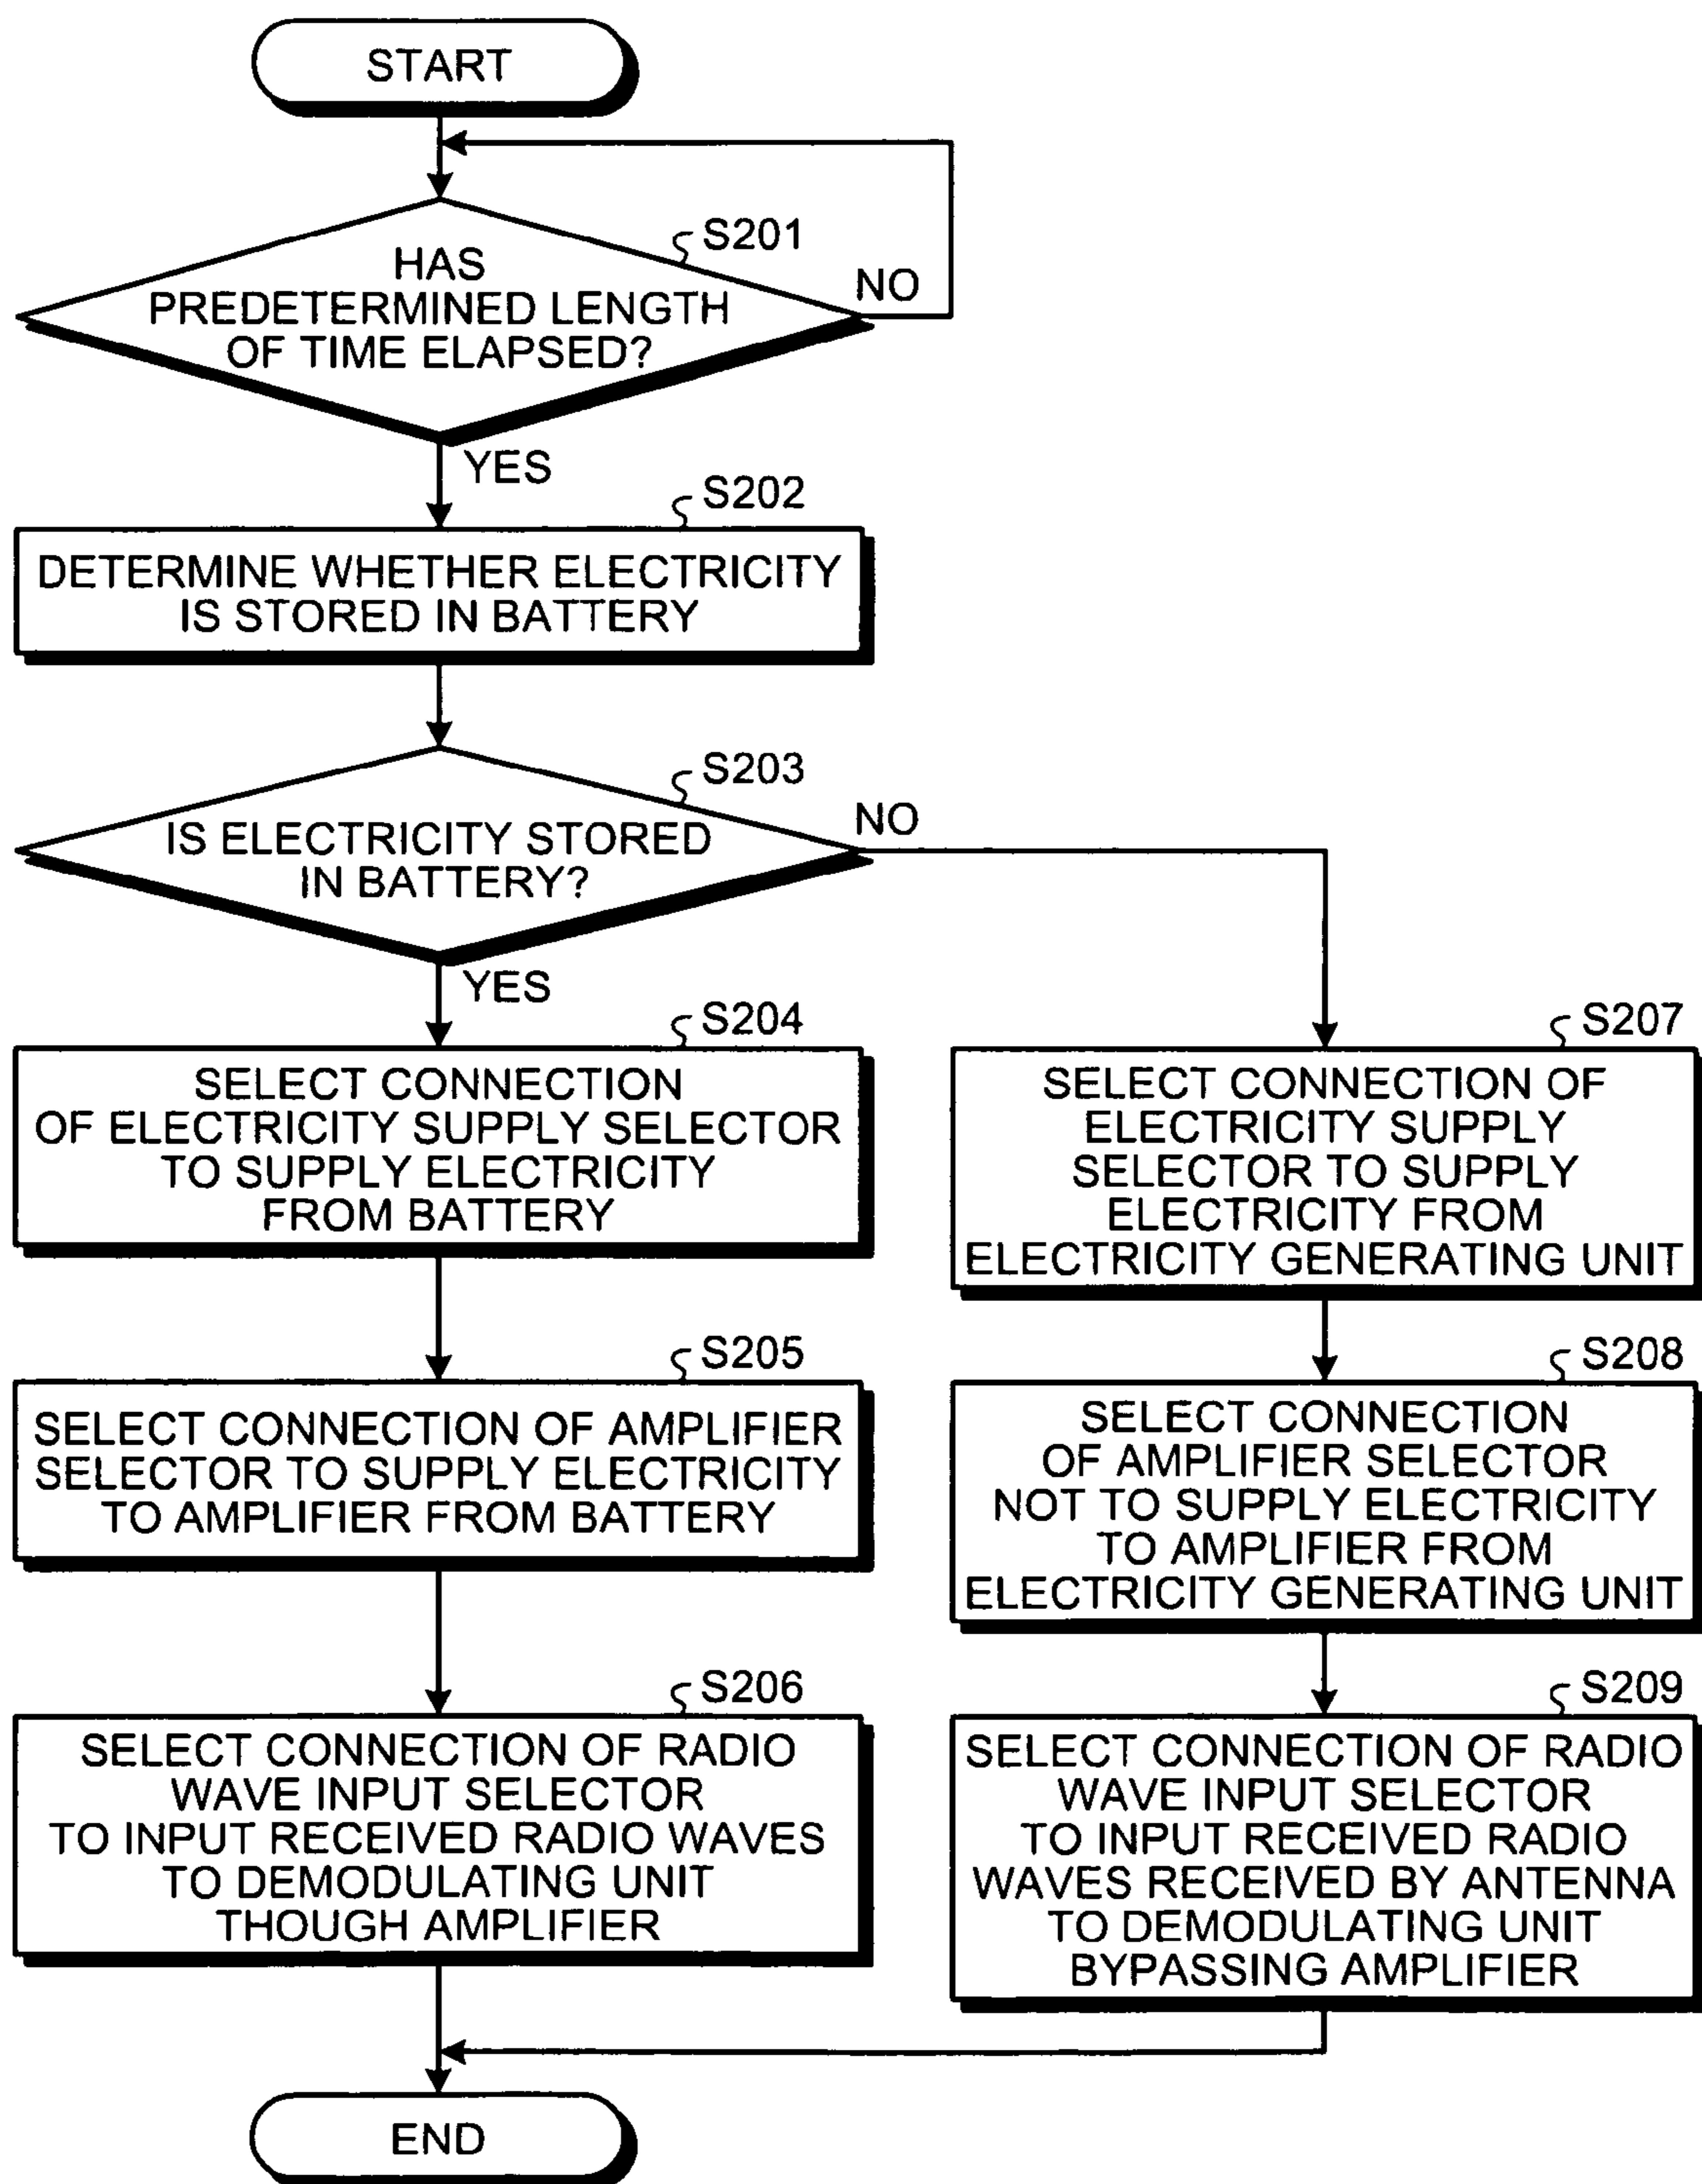 START
S201
HAS
PREDETERMINED LENGTH
OF TIME ELAPSED?
NO
YES
S202
DETERMINE WHETHER ELECTRICITY
IS STORED IN BATTERY
S203
IS ELECTRICITY STORED
IN BATTERY?
NO
YES
S204
SELECT CONNECTION
OF ELECTRICITY SUPPLY SELECTOR
TO SUPPLY ELECTRICITY
FROM BATTERY
S207
SELECT CONNECTION OF
ELECTRICITY SUPPLY
SELECTOR TO SUPPLY
ELECTRICITY FROM
ELECTRICITY GENERATING UNIT
S205
SELECT CONNECTION OF AMPLIFIER
SELECTOR TO SUPPLY ELECTRICITY
TO AMPLIFIER FROM BATTERY
S208
SELECT CONNECTION
OF AMPLIFIER SELECTOR
NOT TO SUPPLY ELECTRICITY
TO AMPLIFIER FROM
ELECTRICITY GENERATING UNIT
S206
SELECT CONNECTION OF RADIO
WAVE INPUT SELECTOR
TO INPUT RECEIVED RADIO WAVES
TO DEMODULATING UNIT
THOUGH AMPLIFIER
S209
SELECT CONNECTION OF RADIO
WAVE INPUT SELECTOR
TO INPUT RECEIVED RADIO
WAVES RECEIVED BY ANTENNA
TO DEMODULATING UNIT
BYPASSING AMPLIFIER
END